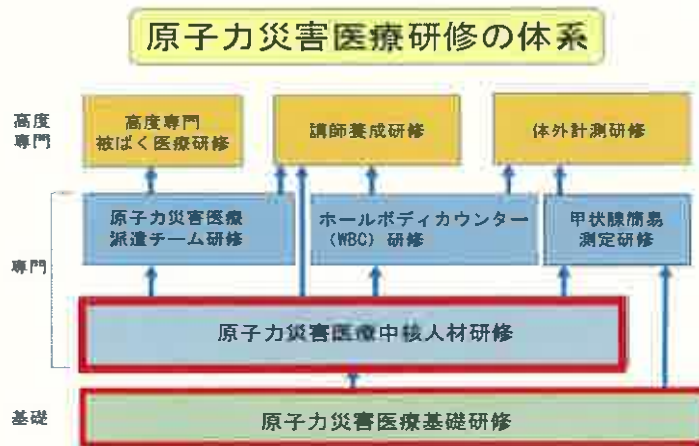 原子力災害医療研修の体系
高度
専門
高度専門
被ばく医療研修
講師養成研修
体外計測研修
専門
原子力災害医療
派遣チーム研修
ホールボディカウンター
(WBC) 研修
甲状腺簡易
測定研修
原子力災害医療中核人材研修
基礎
原子力災害医療基礎研修